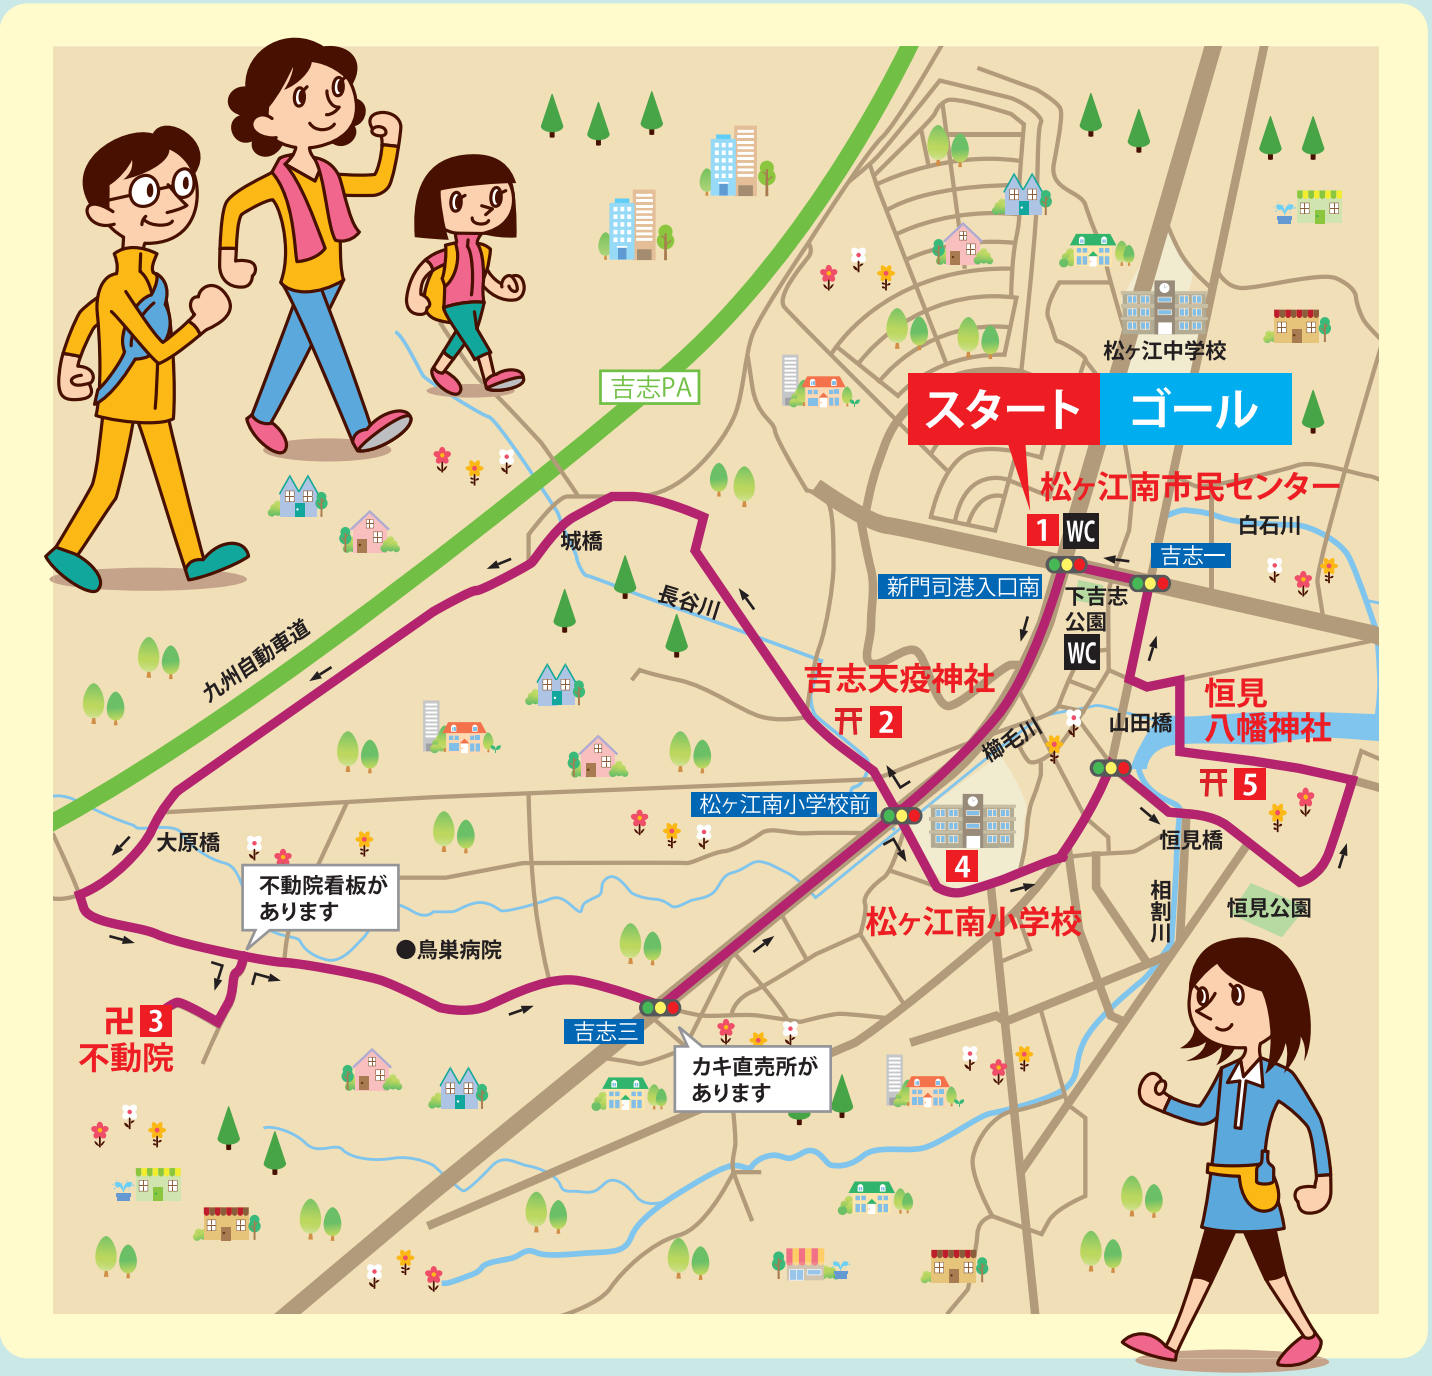 吉志PA
松ヶ江中学校
スタート
ゴール
松ヶ江南市民センター
1
WC
白石川
吉志一
城橋
新門司港入口南
下吉志
公園
WC
長谷川
九州自動車道
吉志天疫神社
2
恒見
八幡神社
山田橋
櫛毛川
5
松ヶ江南小学校前
大原橋
恒見橋
4
不動院看板が
あります
相割川
恒見公園
松ヶ江南小学校
鳥巣病院
卍
3
不動院
吉志三
カキ直売所が
あります